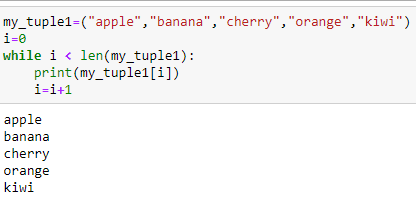 my_tuple1=("apple","banana","cherry","orange","kiwi")
i=0
while i < len(my_tuple1):
    print(my_tuple1[i])
    i=i+1
apple
banana
cherry
orange
kiwi